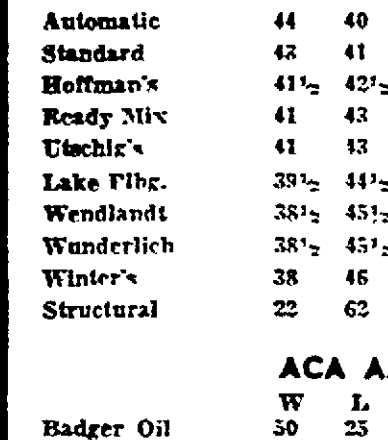 Automatic 44 40
Standard 43 41
Hoffman's 41½ 42½
Ready Mix 41 43
Utschig's 41 43
Lake Plbg. 39½ 44½
Wendlandt 38½ 45½
Wunderlich 38½ 45½
Winter's 38 46
Structural 22 62
ACA A
W L
Badger Oil 50 25